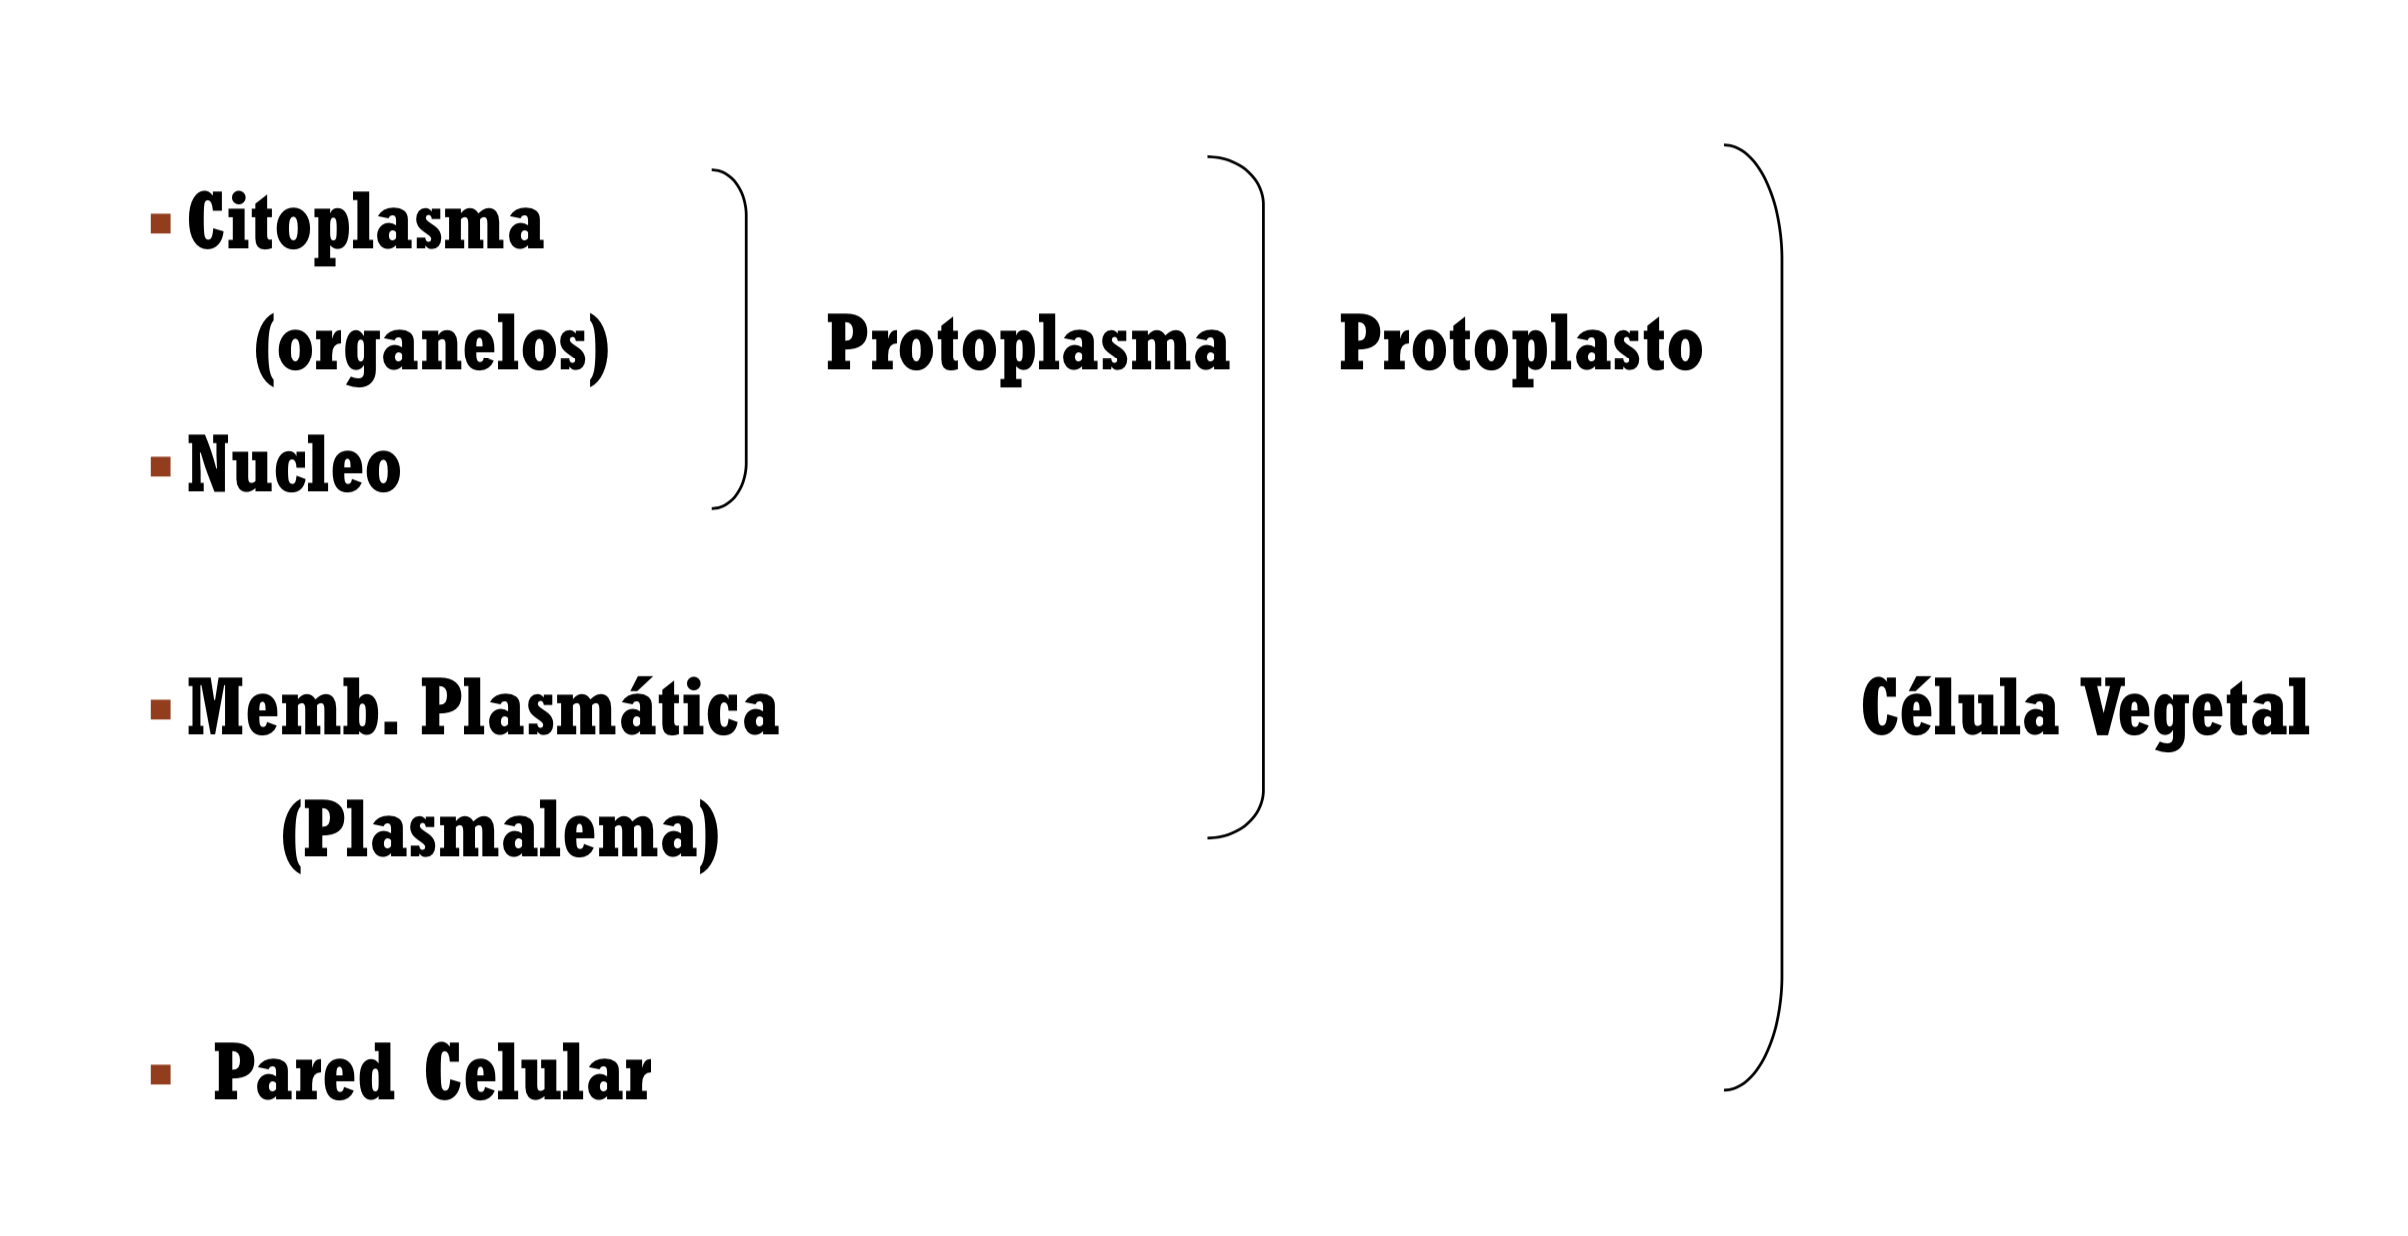 ▪ Citoplasma
(organelos) Protoplasma Protoplasto
▪ Nucleo
▪ Memb. Plasmática Célula Vegetal
(Plasmalema)
▪ Pared Celular